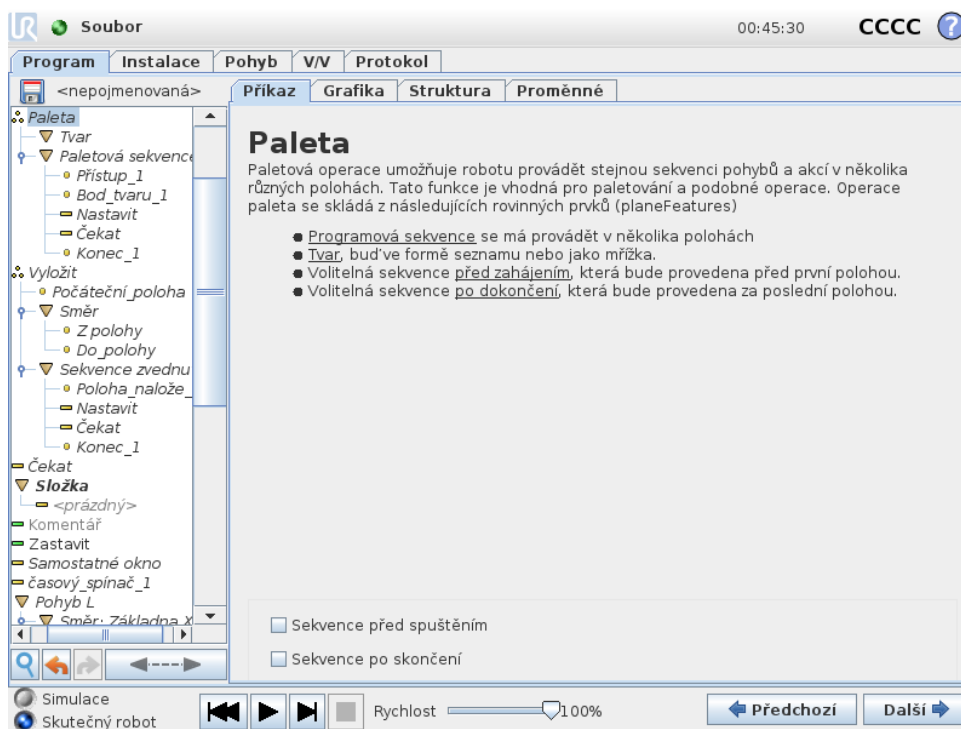 UR Soubor 00:45:30 CCCC ?
Program Instalace Pohyb V/V Protokol
<nepojmenovaná> Příkaz Grafika Struktura Proměnné
Paleta
Tvar
Paletová sekvence
Přístup_1
Bod_tvaru_1
Nastavit
Čekat
Konec_1
Vyložit
Počáteční_poloha
Směr
Z polohy
Do_polohy
Sekvence zvednu
Poloha_nalože_
Nastavit
Čekat
Konec_1
Čekat
Složka
<prázdný>
Komentář
Zastavit
Samostatné okno
časový_spínač_1
Pohyb L
Směr: Základna X
Paleta
Paletová operace umožňuje robotu provádět stejnou sekvenci pohybů a akcí v několika
různých polohách. Tato funkce je vhodná pro paletování a podobné operace. Operace
paleta se skládá z následujících rovinných prvků (planeFeatures)
Programová sekvence se má provádět v několika polohách
Tvar, buďve formě seznamu nebo jako mřížka.
Volitelná sekvence před zahájením, která bude provedena před první polohou.
Volitelná sekvence po dokončení, která bude provedena za poslední polohou.
Sekvence před spuštěním
Sekvence po skončení
Simulace
Skutečný robot
Rychlost 100%
Předchozí Další